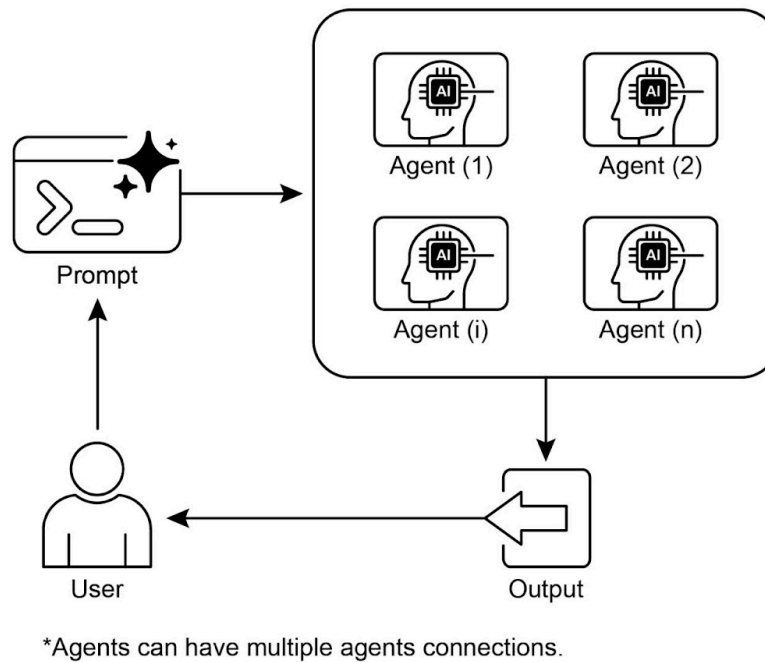 AI
AI
Agent (1)
Agent (2)
AI
AI
Prompt
Agent (i)
Agent (n)
User
Output
*Agents can have multiple agents connections.